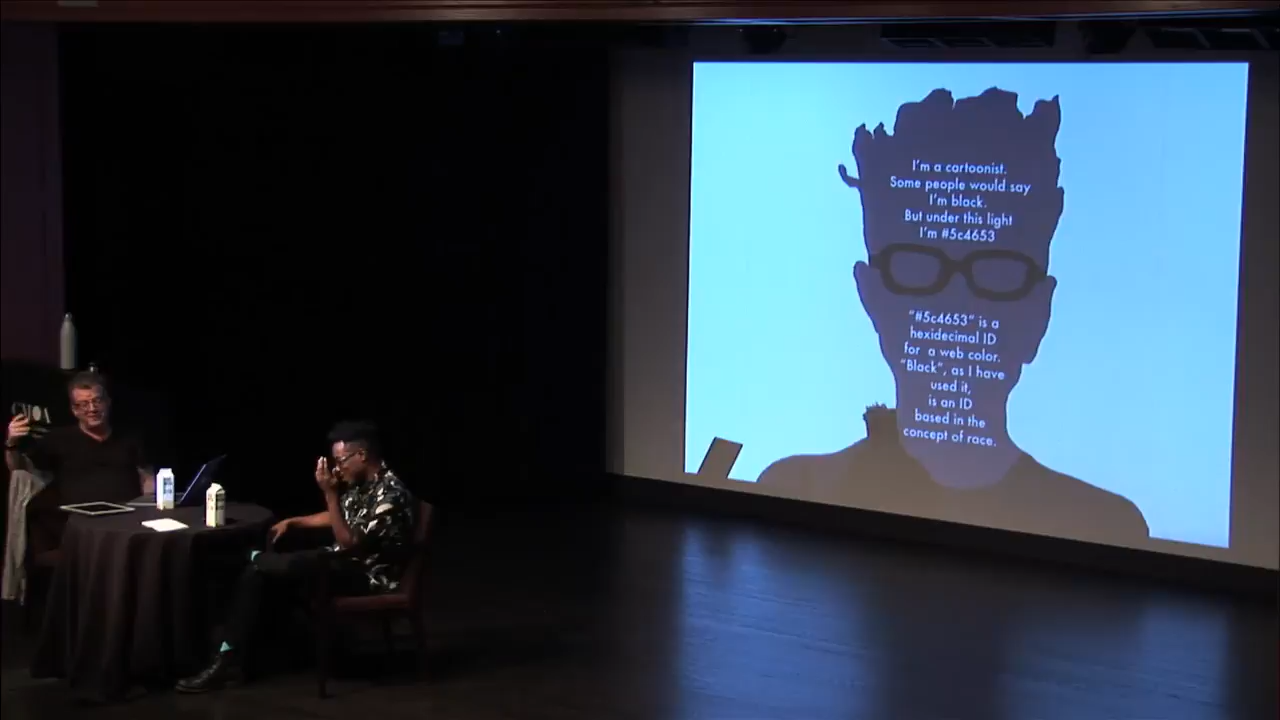 I'm a cartoonist.
Some people would say
I'm black.
But under this light
I'm #5c4653
"#5c4653" is a
hexidecimal ID
for a web color.
"Black", as I have
used it,
is an ID
based in the
concept of race.